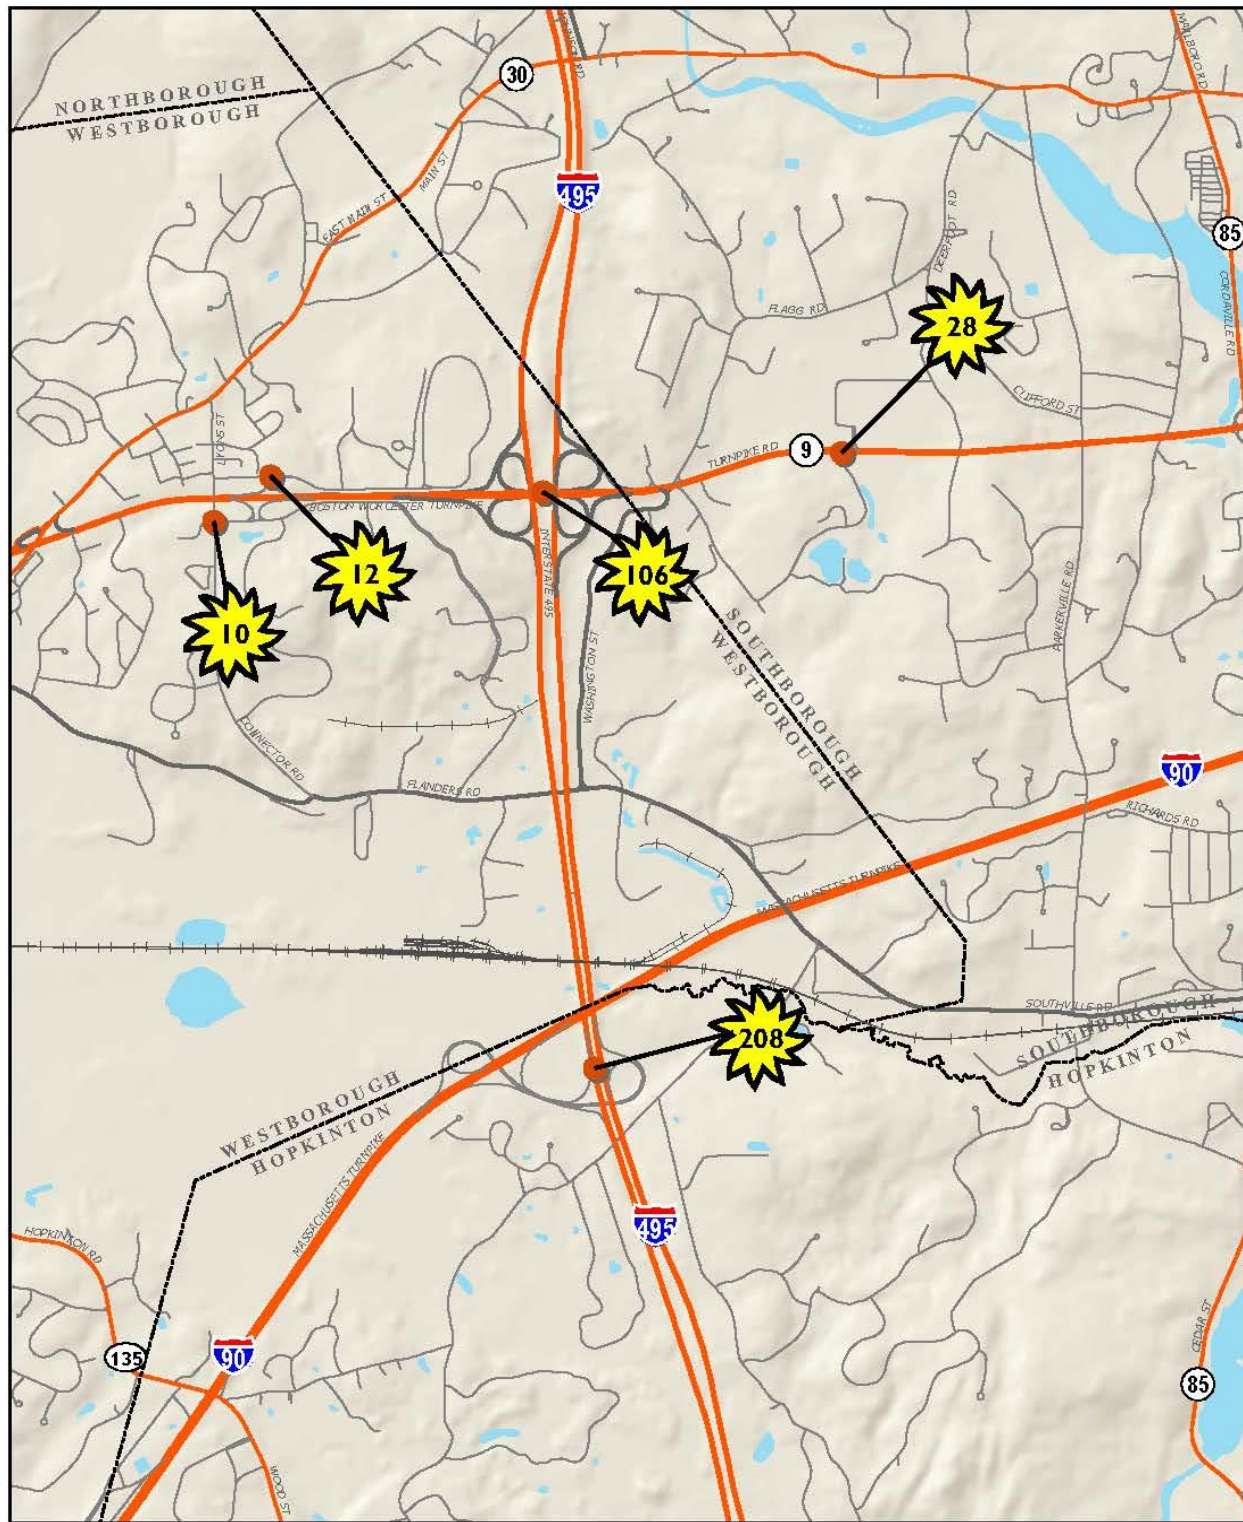 NORTHBOROUGH
WESTBOROUGH
30
MARLBORO RD
495
85
EAST MAIN ST
MAIN ST
DEERFOOT RD
FLAGG RD
28
CORDAVILLE RD
CLIFFORD ST
LYONS ST
9
TURNPIKE RD
BOSTON WORCESTER TURNPIKE
12
106
10
INTERSTATE 495
WASHINGTON ST
PARKERVILLE RD
SOUTHBOROUGH
WESTBOROUGH
CONNECTOR RD
FLANDERS RD
90
RICHARDS RD
MASSACHUSETTS TURNPIKE
SOUTHVILLE RD
208
SOUTHBOROUGH
HOPKINTON
WESTBOROUGH
HOPKINTON
MASSACHUSETTS TURNPIKE
495
HOPKINTON RD
135
90
CEDAR ST
85
WOOD ST